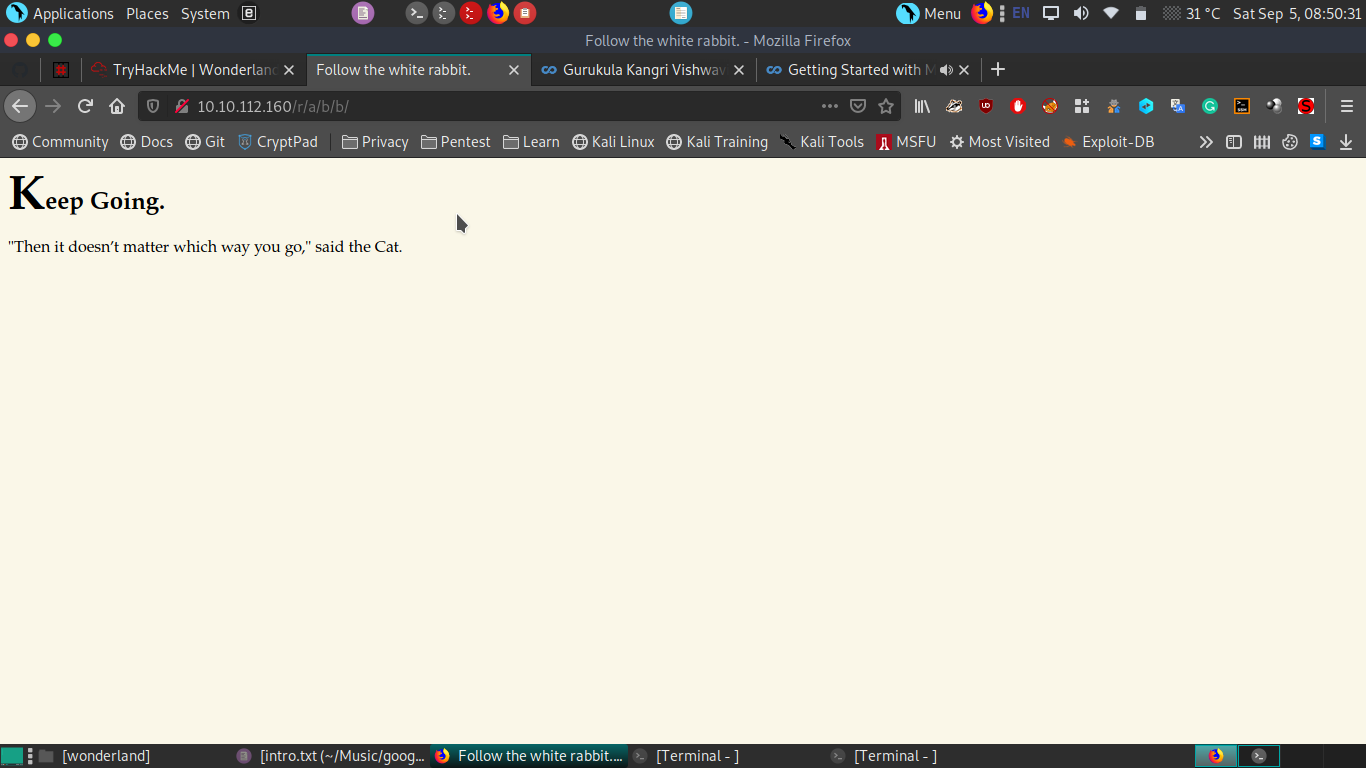 Applications Places System
Menu EN 31 °C Sat Sep 5, 08:50:31
Follow the white rabbit. - Mozilla Firefox
TryHackMe | Wonderland
Follow the white rabbit.
Gurukula Kangri Vishwav
Getting Started with M
10.10.112.160/r/a/b/b/
Community Docs Git CryptPad Privacy Pentest Learn Kali Linux Kali Training Kali Tools MSFU Most Visited Exploit-DB
Keep Going.
"Then it doesn’t matter which way you go," said the Cat.
[wonderland] [intro.txt (~/Music/goog... Follow the white rabbit.... [Terminal - ] [Terminal - ]